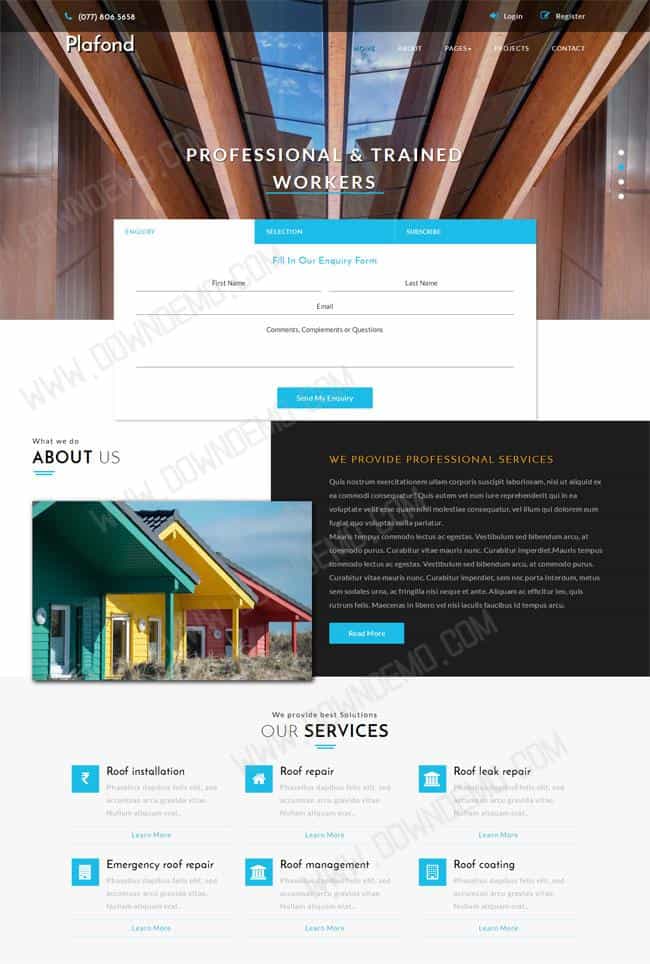 (077) 806 5658
Login
Register
Plafond
HOME
ABOUT
PAGES
PROJECTS
CONTACT
PROFESSIONAL & TRAINED
WORKERS
ENQUIRY
SELECTION
SUBSCRIBE
Fill In Our Enquiry Form
First Name
Last Name
Email
Comments, Complements or Questions
Send My Enquiry
What we do
ABOUT US
WE PROVIDE PROFESSIONAL SERVICES
Quis nostrum exercitationem ullam corporis suscipit laboriosam, nisi ut aliquid ex
ea commodi consequatur? Quis autem vel eum iure reprehenderit qui in ea
voluptate velit esse quam nihil molestiae consequatur, vel illum qui dolorem eum
fugiat quo voluptas nulla pariatur.
Mauris tempus commodo lectus ac egestas. Vestibulum sed bibendum arcu, at
commodo purus. Curabitur vitae mauris nunc. Curabitur imperdiet.Mauris tempus
commodo lectus ac egestas. Vestibulum sed bibendum arcu, at commodo purus.
Curabitur vitae mauris nunc. Curabitur imperdiet, sem nec porta interdum, metus
sem sodales urna, ac fringilla nisi neque et ante. Aliquam ac efficitur leo, quis
rutrum felis. Maecenas in libero vel nisi iaculis faucibus id tempus arcu.
Read More
We provide best Solutions
OUR SERVICES
Roof installation
Phasellus dapibus felis elit, sed
accumsan arcu gravida vitae.
Nullam aliquam erat..
Learn More
Roof repair
Phasellus dapibus felis elit, sed
accumsan arcu gravida vitae.
Nullam aliquam erat..
Learn More
Roof leak repair
Phasellus dapibus felis elit, sed
accumsan arcu gravida vitae.
Nullam aliquam erat..
Learn More
Emergency roof repair
Phasellus dapibus felis elit, sed
accumsan arcu gravida vitae.
Nullam aliquam erat..
Learn More
Roof management
Phasellus dapibus felis elit, sed
accumsan arcu gravida vitae.
Nullam aliquam erat..
Learn More
Roof coating
Phasellus dapibus felis elit, sed
accumsan arcu gravida vitae.
Nullam aliquam erat..
Learn More
WWW.DOWNDEMO.COM
WWW.DOWNDEMO.COM
WWW.DOWNDEMO.COM
WWW.DOWNDEMO.COM
WWW.DOWNDEMO.COM